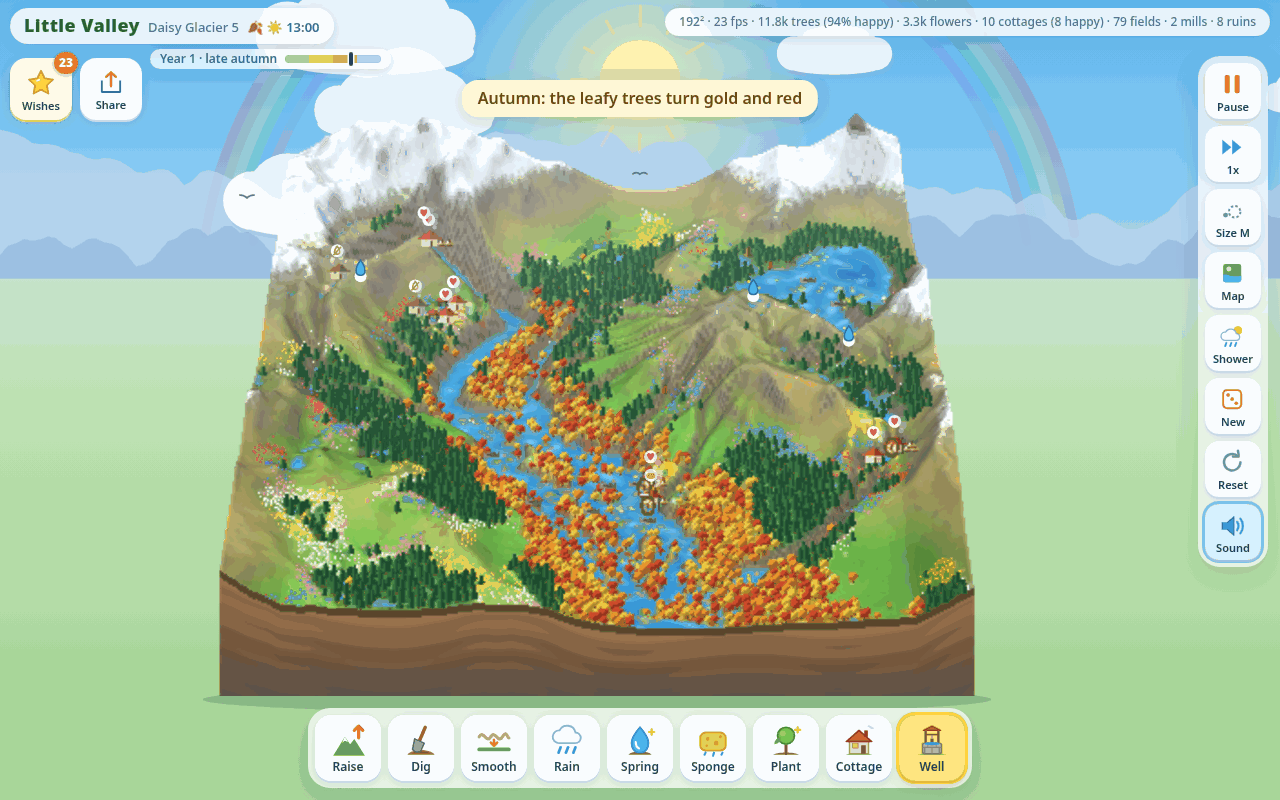 Little Valley Daisy Glacier 5 13:00
192² · 23 fps · 11.8k trees (94% happy) · 3.3k flowers · 10 cottages (8 happy) · 79 fields · 2 mills · 8 ruins
Year 1 · late autumn
23
Wishes
Share
Autumn: the leafy trees turn gold and red
Pause
1x
Size M
Map
Shower
New
Reset
Sound
Raise
Dig
Smooth
Rain
Spring
Sponge
Plant
Cottage
Well